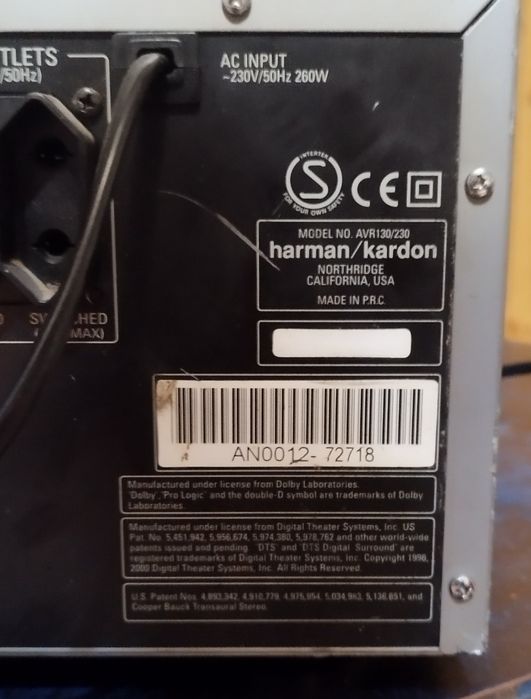 TLETS
/50Hz)
AC INPUT
~230V/50Hz 260W
INTERTEK
S
FOR YOUR OWN SAFETY
CE
MODEL NO. AVR130/230
harman/kardon
NORTHRIDGE
CALIFORNIA, USA
MADE IN P.R.C.
SW HED
MAX)
AN0012- 72718
Manufactured under license from Dolby Laboratories.
"Dolby", "Pro Logic" and the double-D symbol are trademarks of Dolby
Laboratories.
Manufactured under license from Digital Theater Systems, Inc. US
Pat. No. 5,451,942, 5,956,674, 5,974,380, 5,978,762 and other world-wide
patents issued and pending. "DTS" and "DTS Digital Surround" are
registered trademarks of Digital Theater Systems, Inc. Copyright 1996,
2000 Digital Theater Systems, Inc. All Rights Reserved.
U.S. Patent Nos. 4,893,342, 4,910,779, 4,975,954, 5,034,983, 5,136,651, and
Cooper Bauck Transaural Stereo.